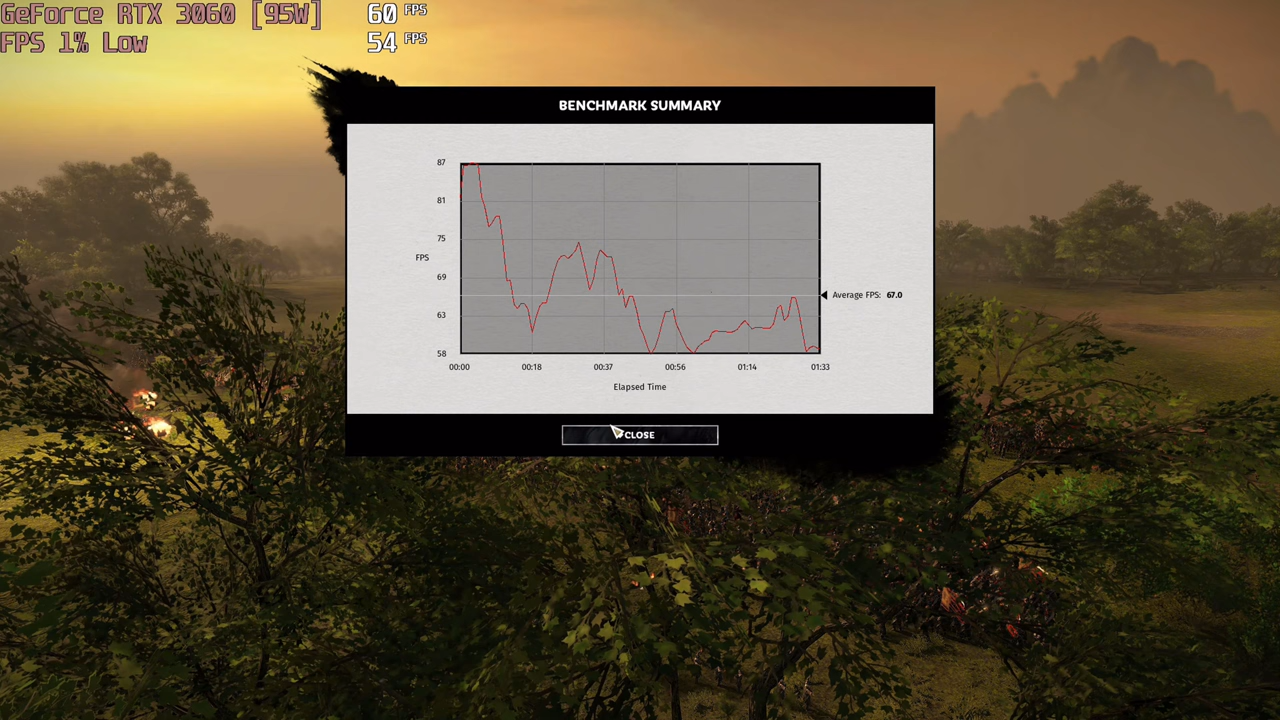 GeForce RTX 3060 [95W] 60 FPS
FPS 1% Low 54 FPS
BENCHMARK SUMMARY
87
81
75
FPS
69
Average FPS: 67.0
63
58
00:00 00:18 00:37 00:56 01:14 01:33
Elapsed Time
CLOSE